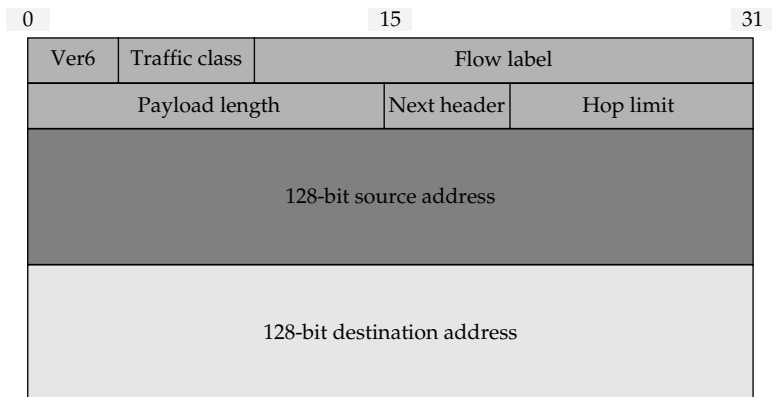 0 15 31
Ver6 Traffic class Flow label
Payload length Next header Hop limit
128-bit source address
128-bit destination address